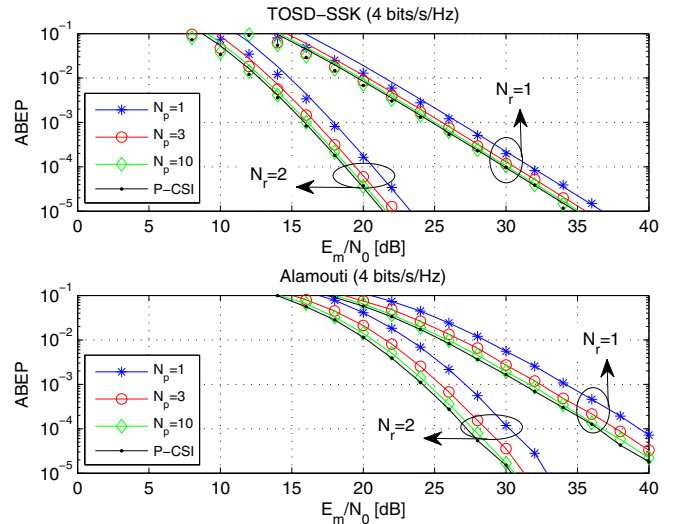 TOSD-SSK (4 bits/s/Hz)
10^0
10^-1
10^-2
10^-3
10^-4
10^-5
ABEP
N_p=1
N_p=3
N_p=10
P-CSI
N_r=1
N_r=2
0 5 10 15 20 25 30 35 40
E_m/N_0 [dB]
Alamouti (4 bits/s/Hz)
10^-1
10^-2
10^-3
10^-4
10^-5
ABEP
N_p=1
N_p=3
N_p=10
P-CSI
N_r=1
N_r=2
0 5 10 15 20 25 30 35 40
E_m/N_0 [dB]